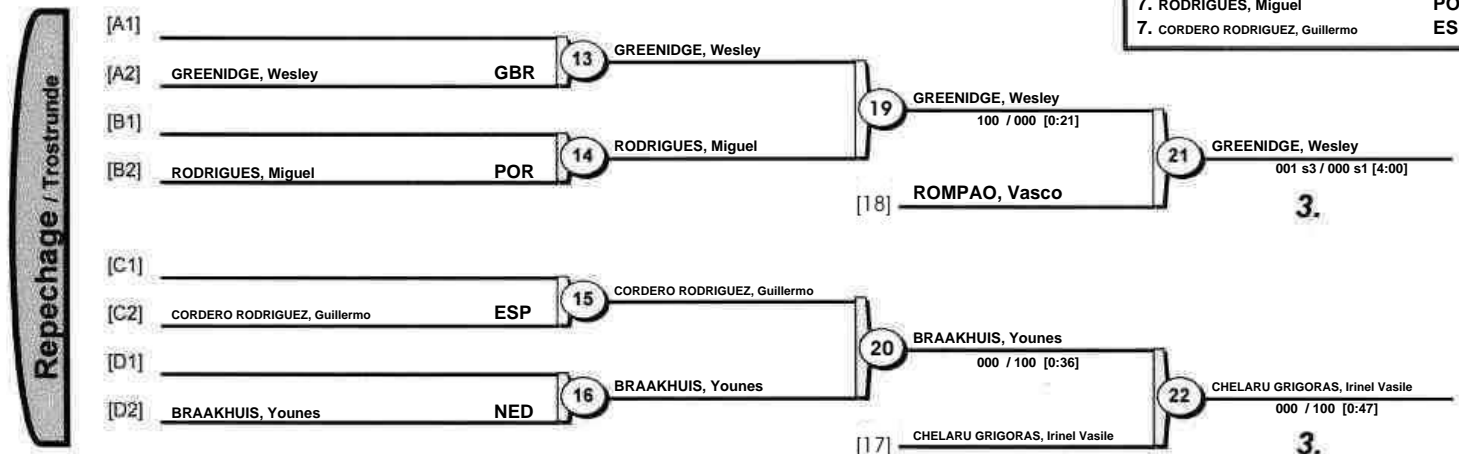 7. RODRIGUES, Miguel PO
7. CORDERO RODRIGUEZ, Guillermo ES
Repechage / Trostrunde
[A1]
[A2] GREENIDGE, Wesley GBR
13 GREENIDGE, Wesley
[B1]
[B2] RODRIGUES, Miguel POR
14 RODRIGUES, Miguel
19 GREENIDGE, Wesley
100 / 000 [0:21]
[18] ROMPAO, Vasco
21 GREENIDGE, Wesley
001 s3 / 000 s1 [4:00]
3.
[C1]
[C2] CORDERO RODRIGUEZ, Guillermo ESP
15 CORDERO RODRIGUEZ, Guillermo
[D1]
[D2] BRAAKHUIS, Younes NED
16 BRAAKHUIS, Younes
20 BRAAKHUIS, Younes
000 / 100 [0:36]
[17] CHELARU GRIGORAS, Irinel Vasile
22 CHELARU GRIGORAS, Irinel Vasile
000 / 100 [0:47]
3.